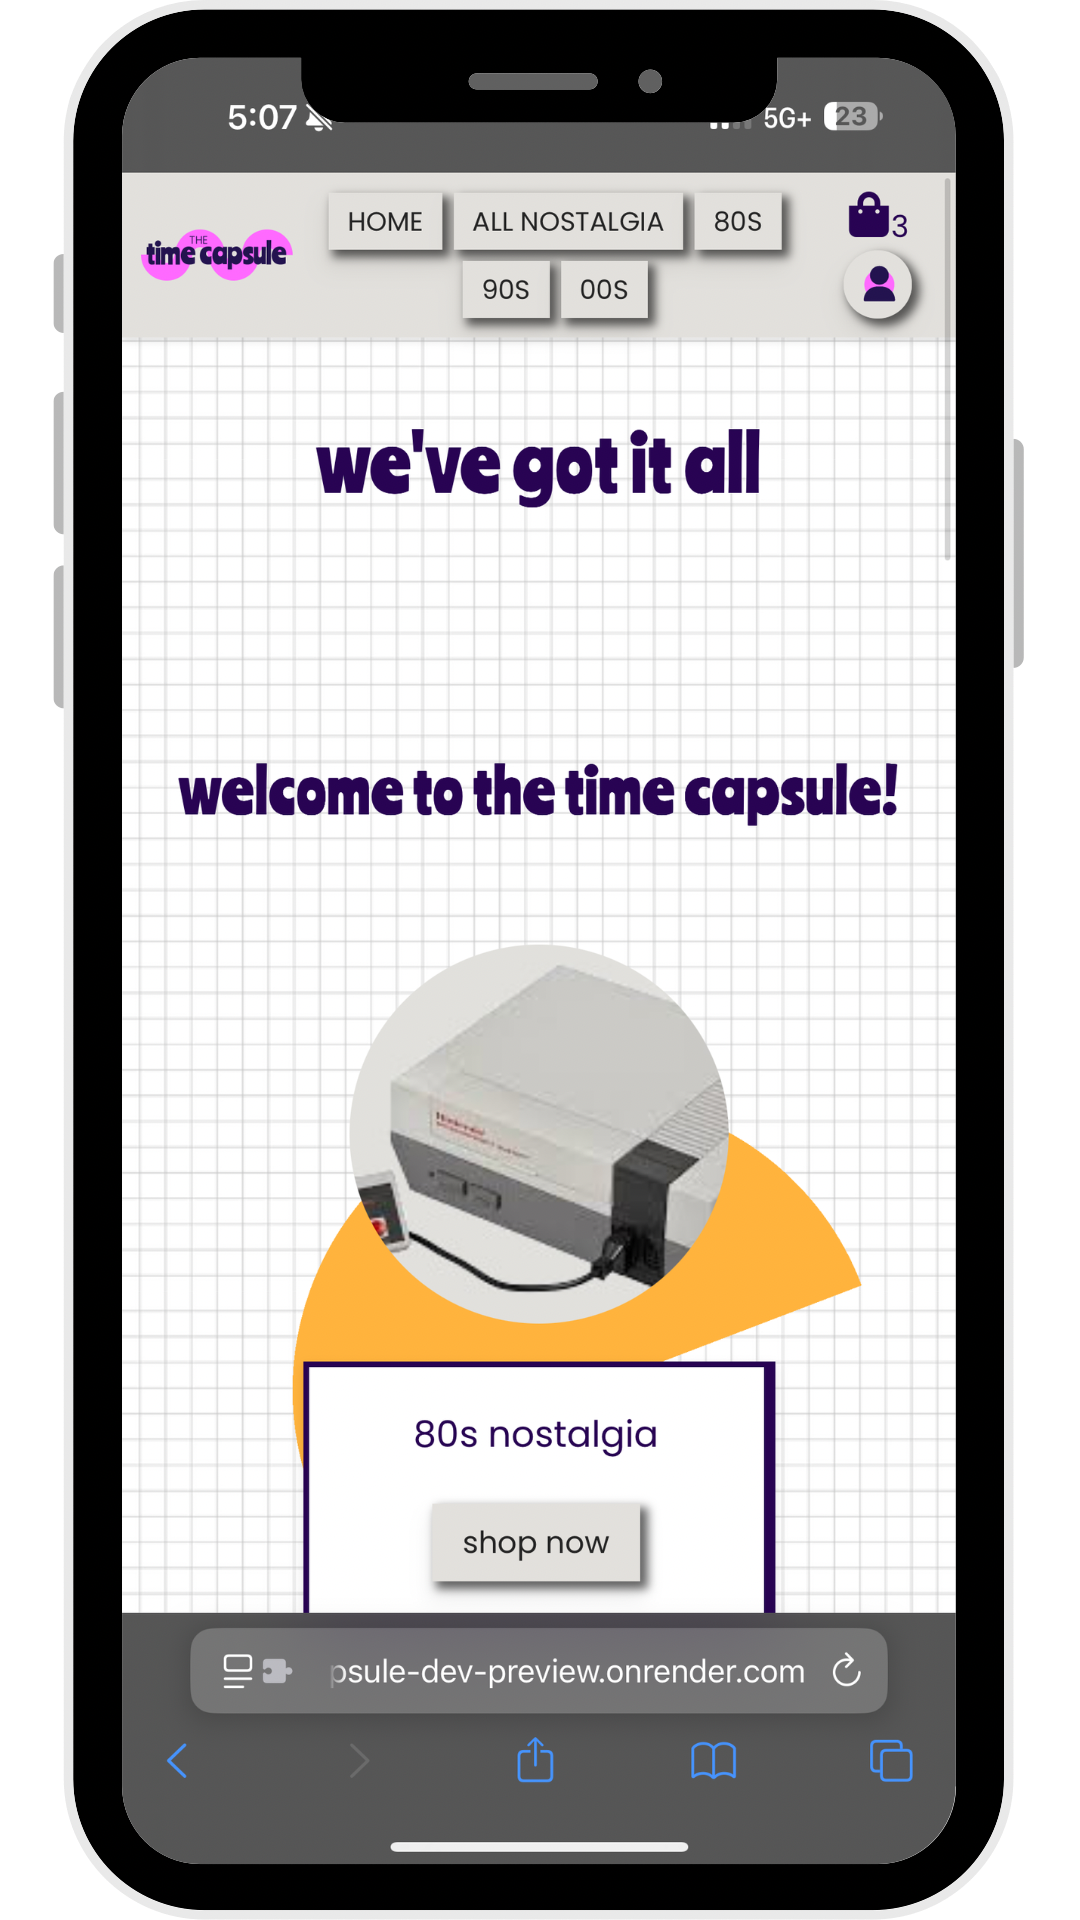 5:07
5G+ 23
HOME ALL NOSTALGIA 80S
3
THE
time capsule
90S 00S
we've got it all
welcome to the time capsule!
Nintendo
80s nostalgia
shop now
psule-dev-preview.onrender.com